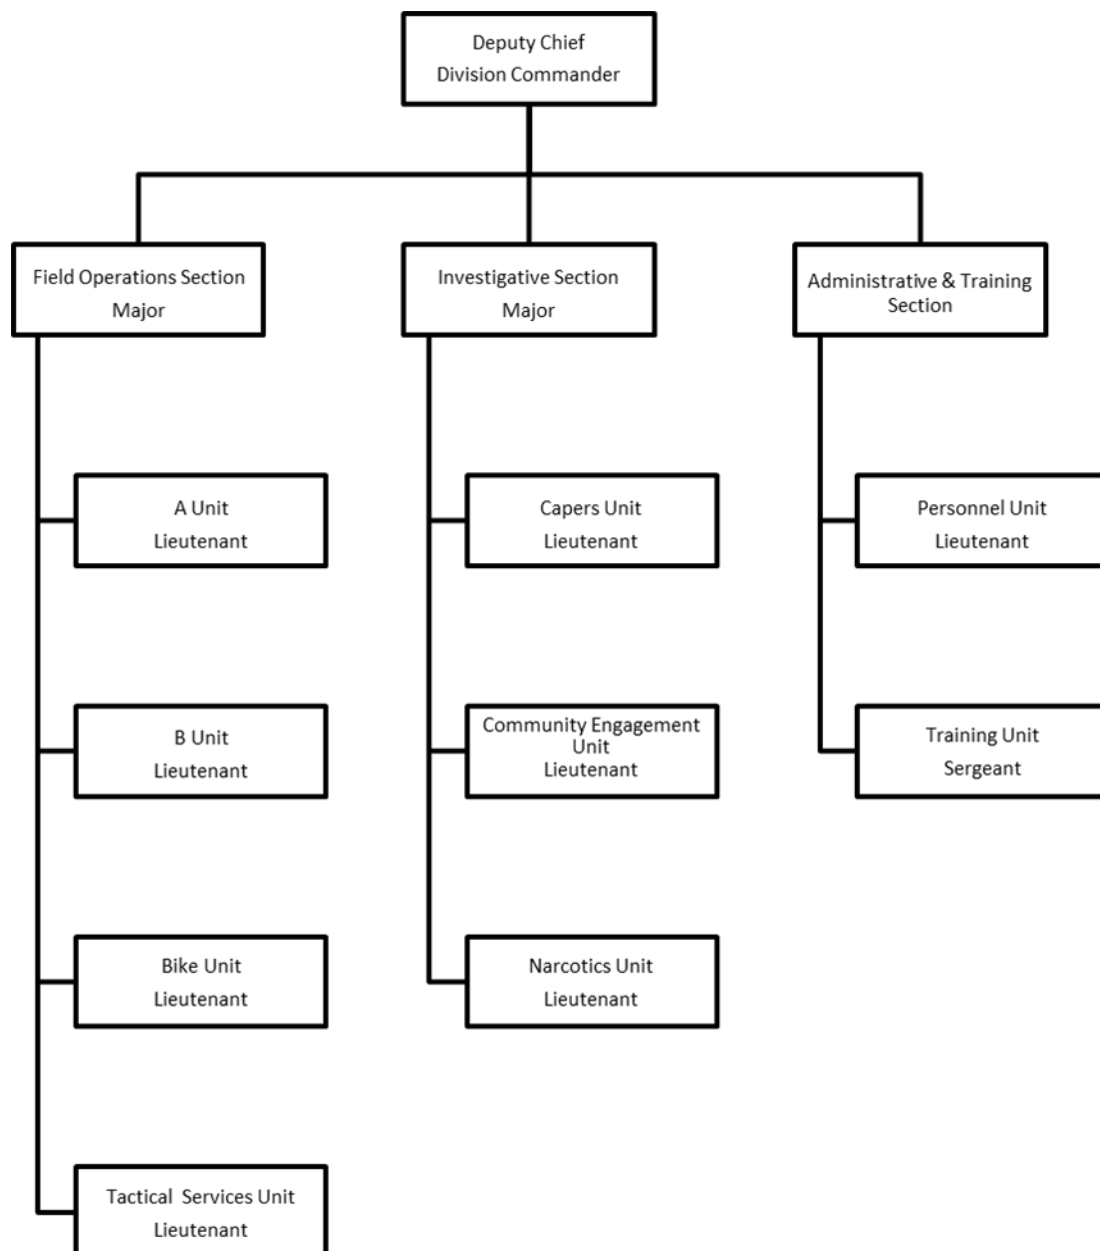 Deputy Chief
Division Commander
Field Operations Section
Major
Investigative Section
Major
Administrative & Training
Section
A Unit
Lieutenant
Capers Unit
Lieutenant
Personnel Unit
Lieutenant
B Unit
Lieutenant
Community Engagement
Unit
Lieutenant
Training Unit
Sergeant
Bike Unit
Lieutenant
Narcotics Unit
Lieutenant
Tactical Services Unit
Lieutenant